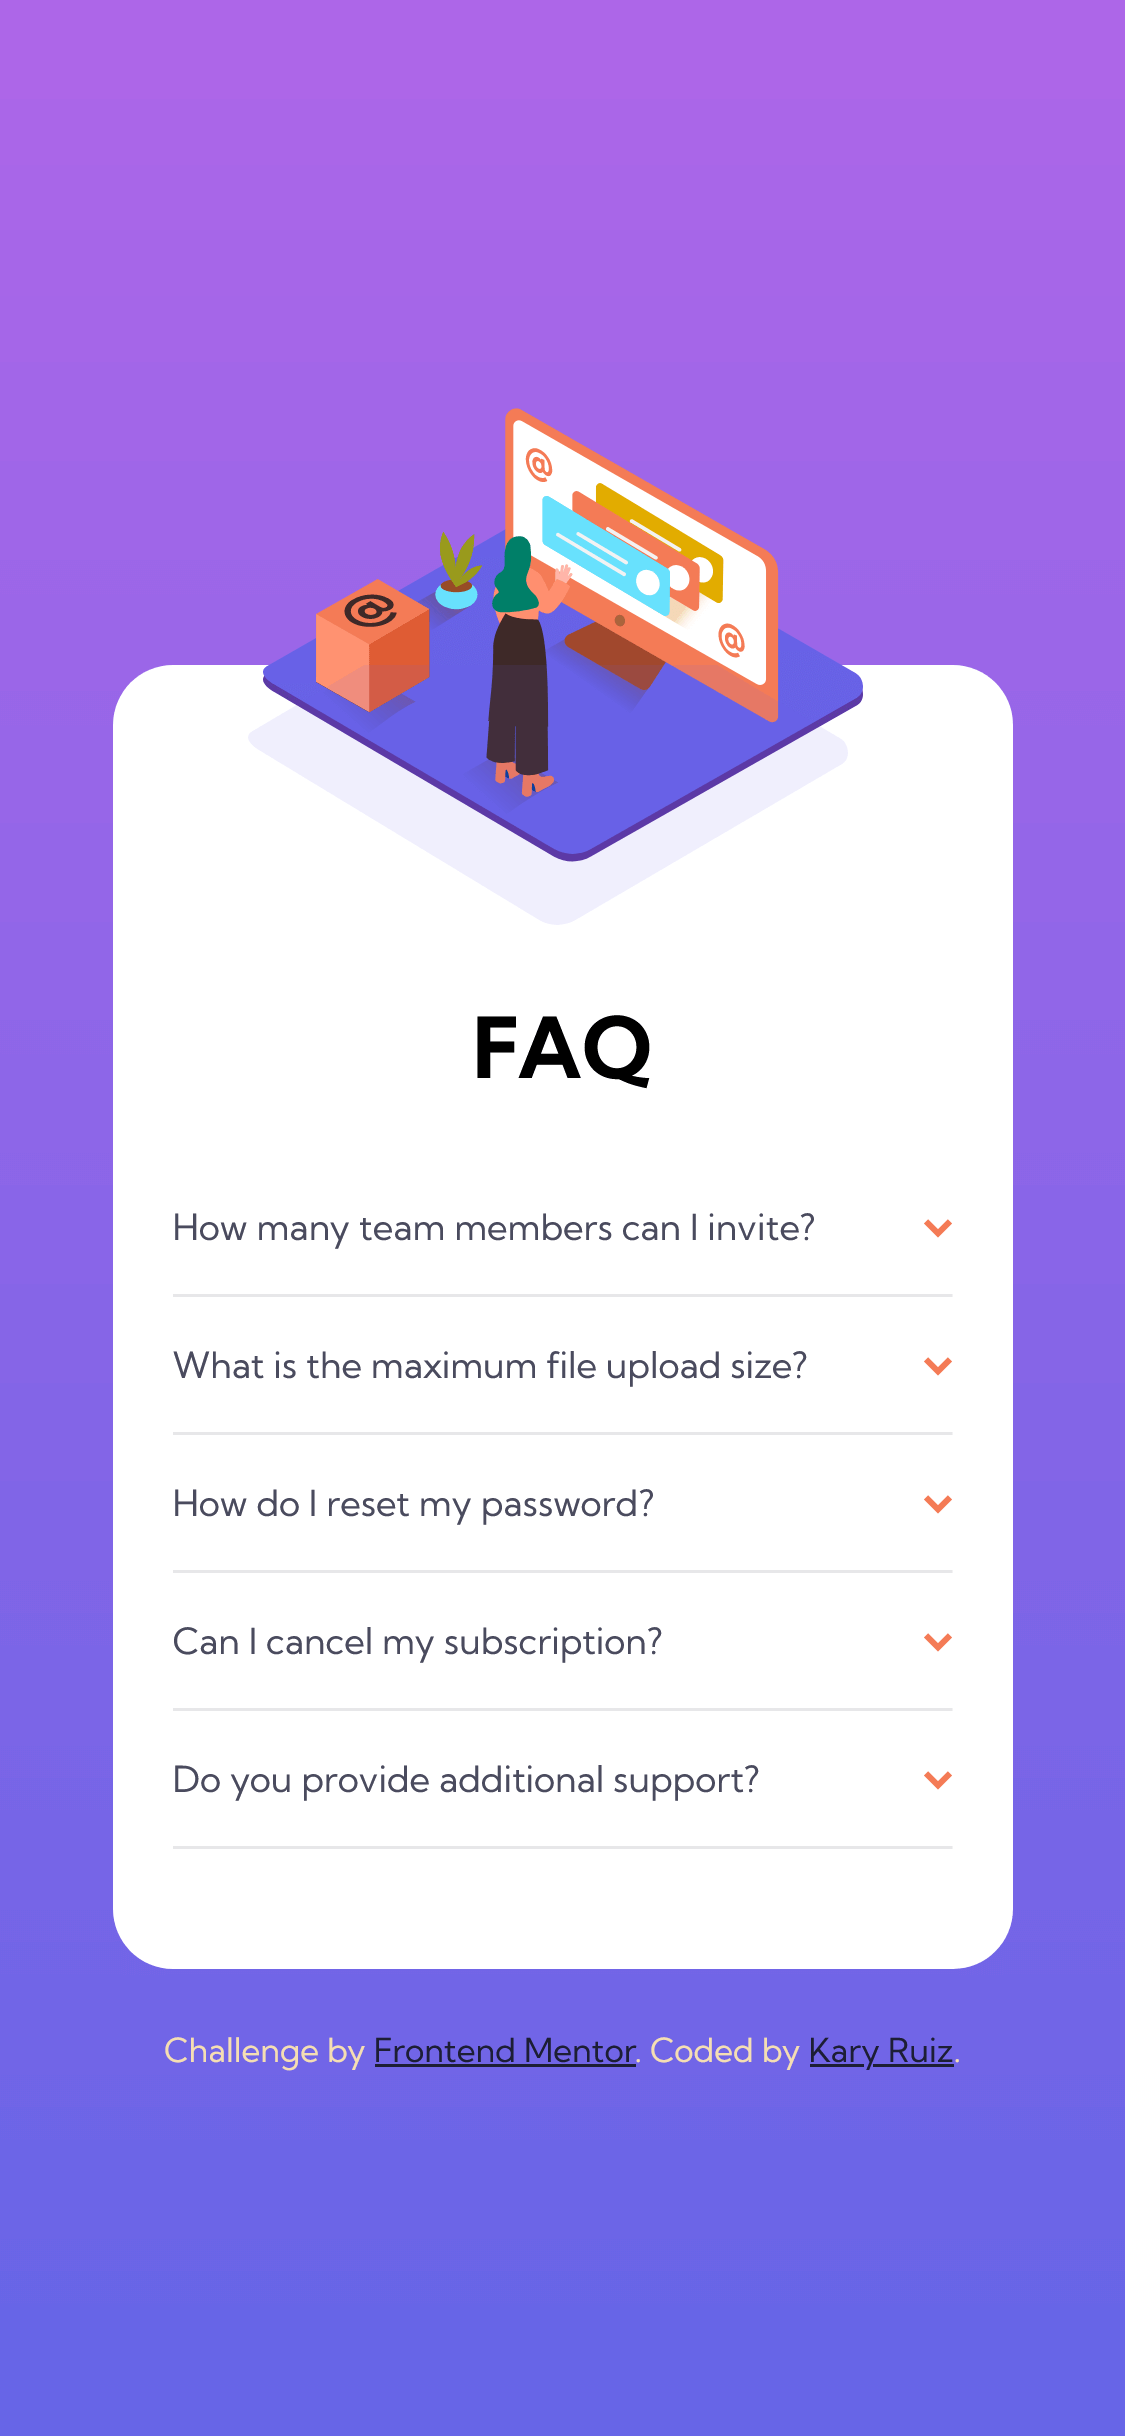 @
@
@
FAQ
How many team members can I invite?
What is the maximum file upload size?
How do I reset my password?
Can I cancel my subscription?
Do you provide additional support?
Challenge by Frontend Mentor. Coded by Kary Ruiz.